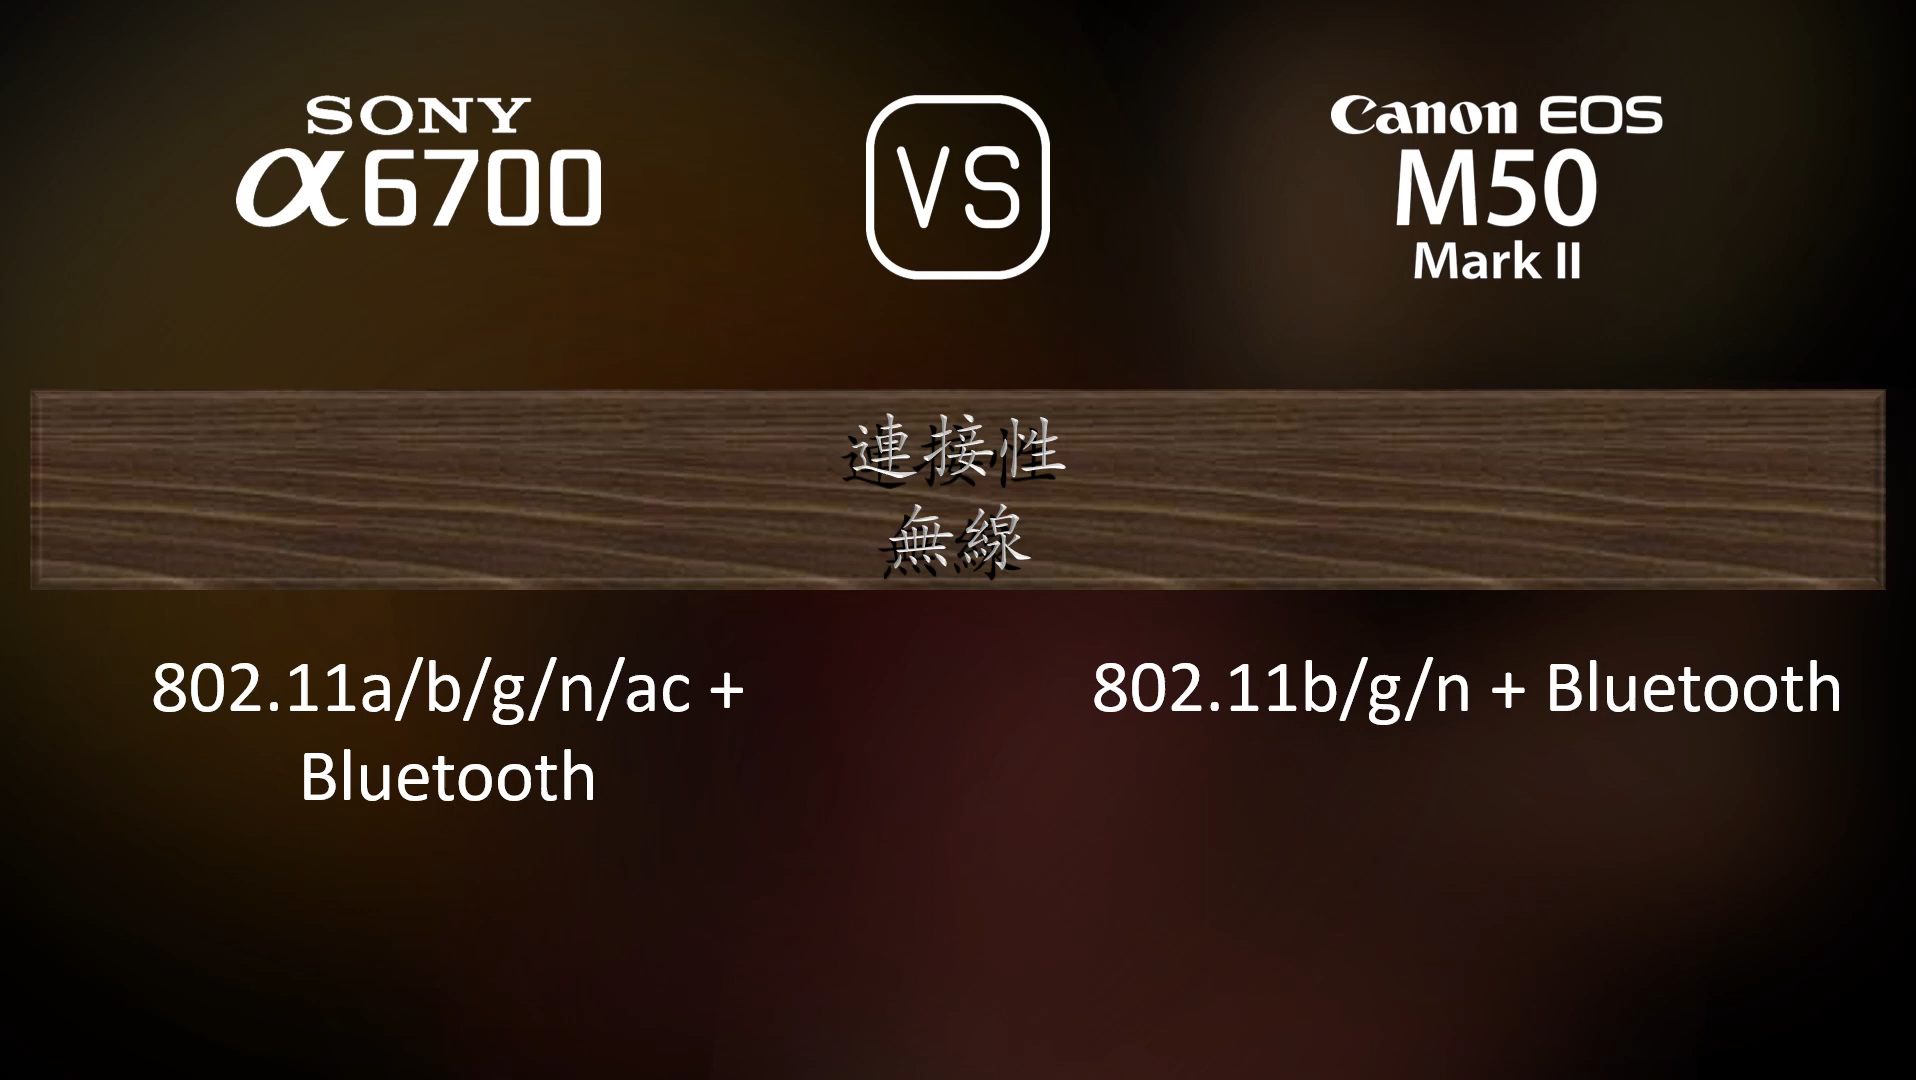 SONY
α6700
VS
Canon EOS
M50
Mark II
連接性
無線
802.11a/b/g/n/ac +
Bluetooth
802.11b/g/n + Bluetooth